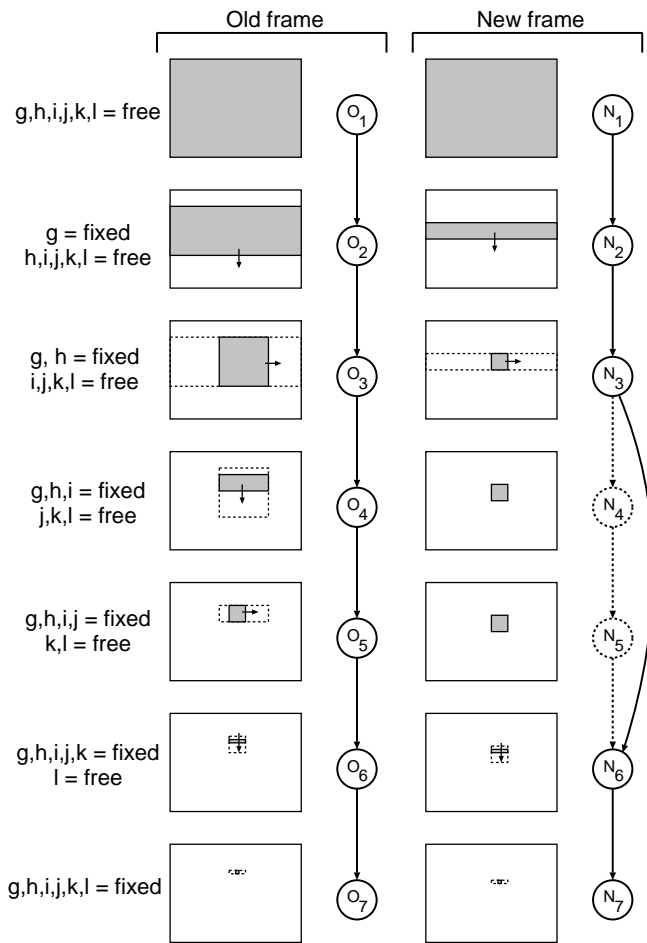 Old frame
New frame
g,h,i,j,k,l = free
O1
N1
g = fixed
h,i,j,k,l = free
O2
N2
g, h = fixed
i,j,k,l = free
O3
N3
g,h,i = fixed
j,k,l = free
O4
N4
g,h,i,j = fixed
k,l = free
O5
N5
g,h,i,j,k = fixed
l = free
O6
N6
g,h,i,j,k,l = fixed
O7
N7